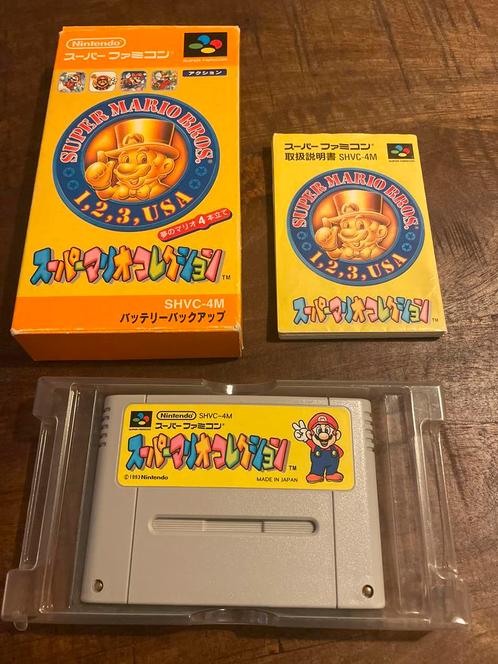 Nintendo
スーパーファミコン
SUPER FAMICOM
アクション
SUPER MARIO BROS.
1, 2, 3, USA
夢のマリオ4本立て
スーパーマリオコレクション™
SHVC-4M
バッテリーバックアップ
スーパーファミコン
取扱説明書 SHVC-4M
SUPER MARIO BROS.
1, 2, 3, USA
スーパーマリオコレクション™
Nintendo SHVC-4M
スーパーファミコン
スーパーマリオコレクション™
©1993 Nintendo
MADE IN JAPAN